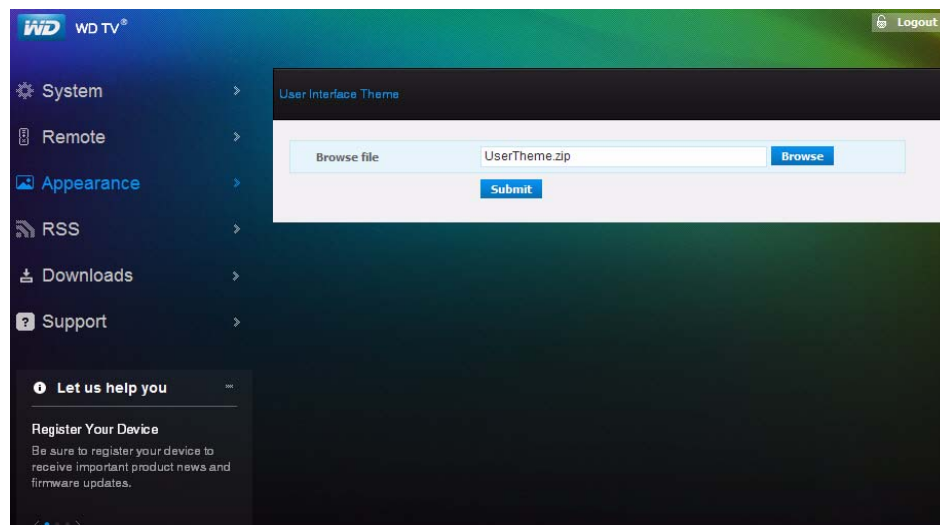 WD WD TV®
Logout
System
Remote
Appearance
RSS
Downloads
Support
User Interface Theme
Browse file
UserTheme.zip
Browse
Submit
Let us help you
Register Your Device
Be sure to register your device to
receive important product news and
firmware updates.